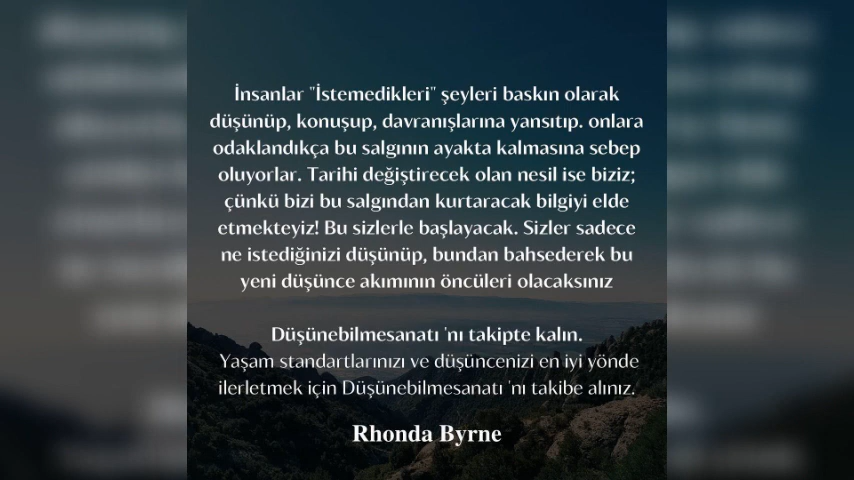 İnsanlar "İstemedikleri" şeyleri baskın olarak
düşünüp, konuşup, davranışlarına yansıtıp. onlara
odaklandıkça bu salgının ayakta kalmasına sebep
oluyorlar. Tarihi değiştirecek olan nesil ise biziz;
çünkü bizi bu salgından kurtaracak bilgiyi elde
etmekteyiz! Bu sizlerle başlayacak. Sizler sadece
ne istediğinizi düşünüp, bundan bahsederek bu
yeni düşünce akımının öncüleri olacaksınız
Düşünebilmesanatı 'nı takipte kalın.
Yaşam standartlarınızı ve düşüncenizi en iyi yönde
ilerletmek için Düşünebilmesanatı 'nı takibe alınız.
Rhonda Byrne